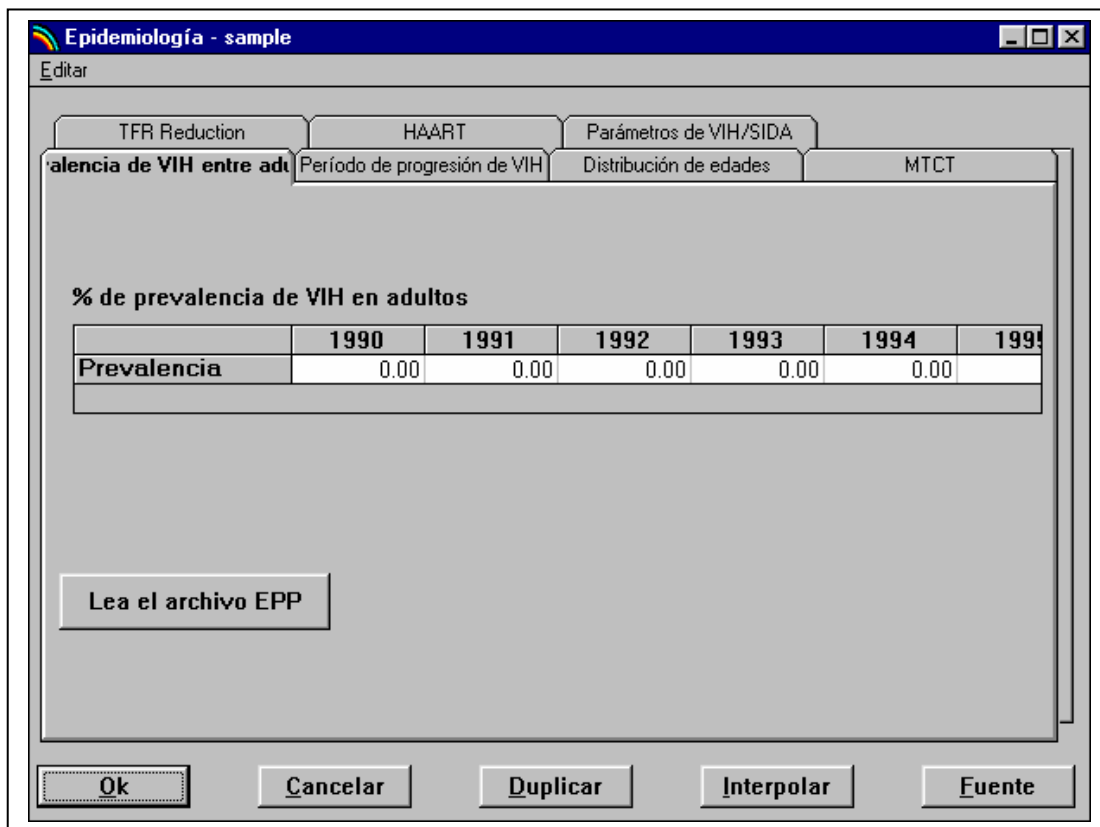 Epidemiología - sample
Editar
TFR Reduction HAART Parámetros de VIH/SIDA
alencia de VIH entre adu Período de progresión de VIH Distribución de edades MTCT
% de prevalencia de VIH en adultos
1990 1991 1992 1993 1994 199
Prevalencia 0.00 0.00 0.00 0.00 0.00
Lea el archivo EPP
Ok Cancelar Duplicar Interpolar Fuente